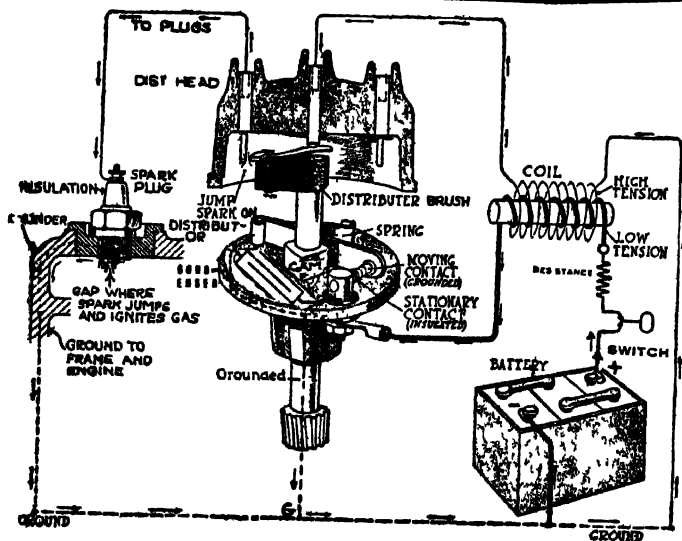 TO PLUGS
DIST HEAD
SPARK
PLUG
INSULATION
JUMP
SPARK ON
DISTRIBUT-
OR
DISTRIBUTER BRUSH
SPRING
COIL
HIGH
TENSION
LOW
TENSION
MOVING
CONTACT
(GROUNDED)
STATIONARY
CONTACT
(INSULATED)
GAP WHERE
SPARK JUMPS
AND IGNITES GAS
GROUND TO
FRAME AND
ENGINE
Grounded
BATTERY
SWITCH
+
-
G
GROUND
GROUND